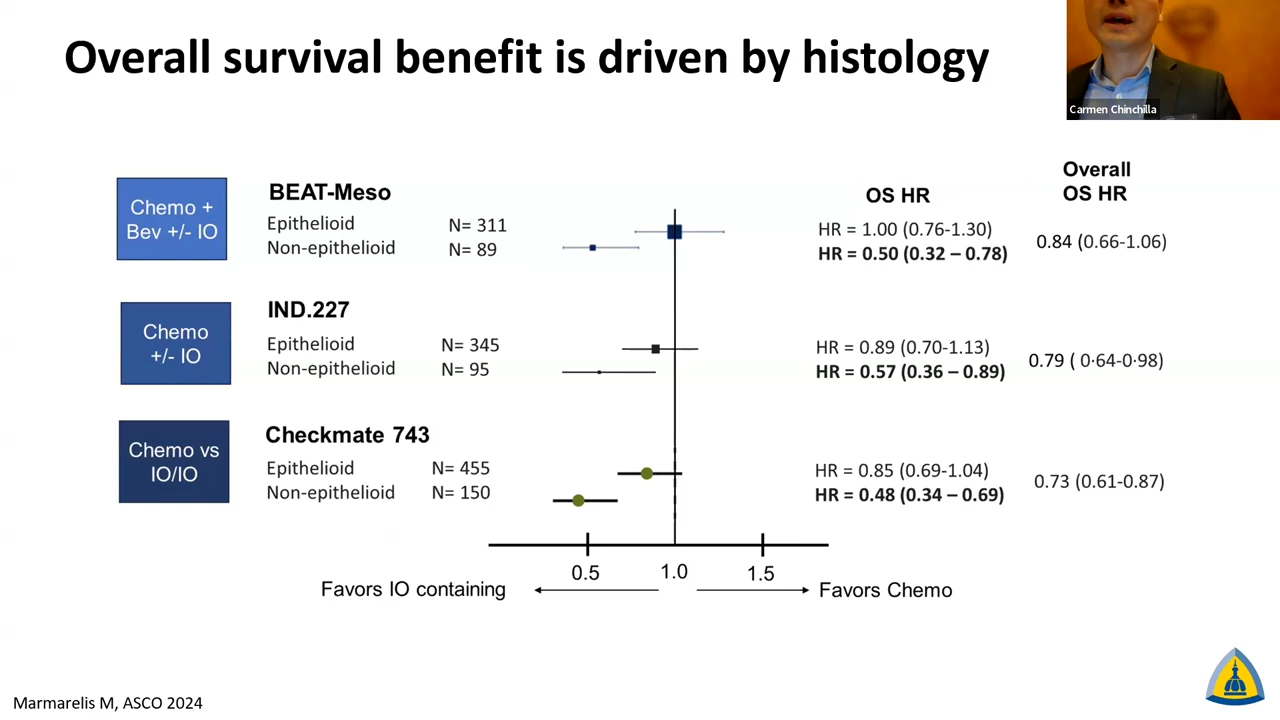 Overall survival benefit is driven by histology
Carmen Chinchilla
Overall
OS HR
OS HR
Chemo +
Bev +/- IO
BEAT-Meso
Epithelioid N= 311 HR = 1.00 (0.76-1.30)
Non-epithelioid N= 89 HR = 0.50 (0.32 – 0.78)
0.84 (0.66-1.06)
Chemo
+/- IO
IND.227
Epithelioid N= 345 HR = 0.89 (0.70-1.13)
Non-epithelioid N= 95 HR = 0.57 (0.36 – 0.89)
0.79 ( 0·64-0·98)
Chemo vs
IO/IO
Checkmate 743
Epithelioid N= 455 HR = 0.85 (0.69-1.04)
Non-epithelioid N= 150 HR = 0.48 (0.34 – 0.69)
0.73 (0.61-0.87)
0.5 1.0 1.5
Favors IO containing Favors Chemo
Marmarelis M, ASCO 2024